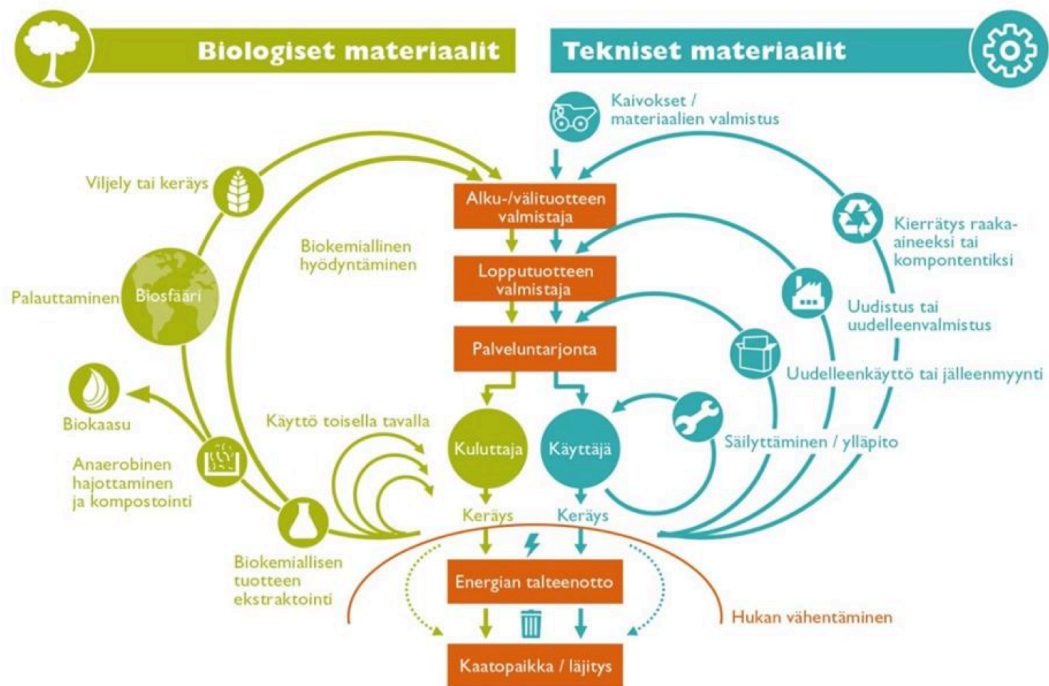 Biologiset materiaalit
Tekniset materiaalit
Kaivokset /
materiaalien valmistus
Viljely tai keräys
Alku-/välituotteen
valmistaja
Kierrätys raaka-
aineeksi tai
kompontentiksi
Biokemiallinen
hyödyntäminen
Lopputuotteen
valmistaja
Palauttaminen
Biosfääri
Uudistus tai
uudelleenvalmistus
Palveluntarjonta
Uudelleenkäyttö tai jälleenmyynti
Biokaasu
Käyttö toisella tavalla
Kuluttaja
Käyttäjä
Säilyttäminen / ylläpito
Anaerobinen
hajottaminen
ja kompostointi
Keräys
Keräys
Biokemiallisen
tuotteen
ekstraktointi
Energian talteenotto
Hukan vähentäminen
Kaatopaikka / läjitys